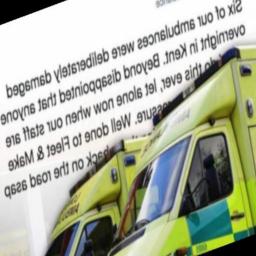 Six of our ambulances were deliberately damaged
overnight in Kent. Beyond disappointed that anyone
do this ever, let alone now when our staff are
pressure. Well done to Fleet & Make
back on the road asap